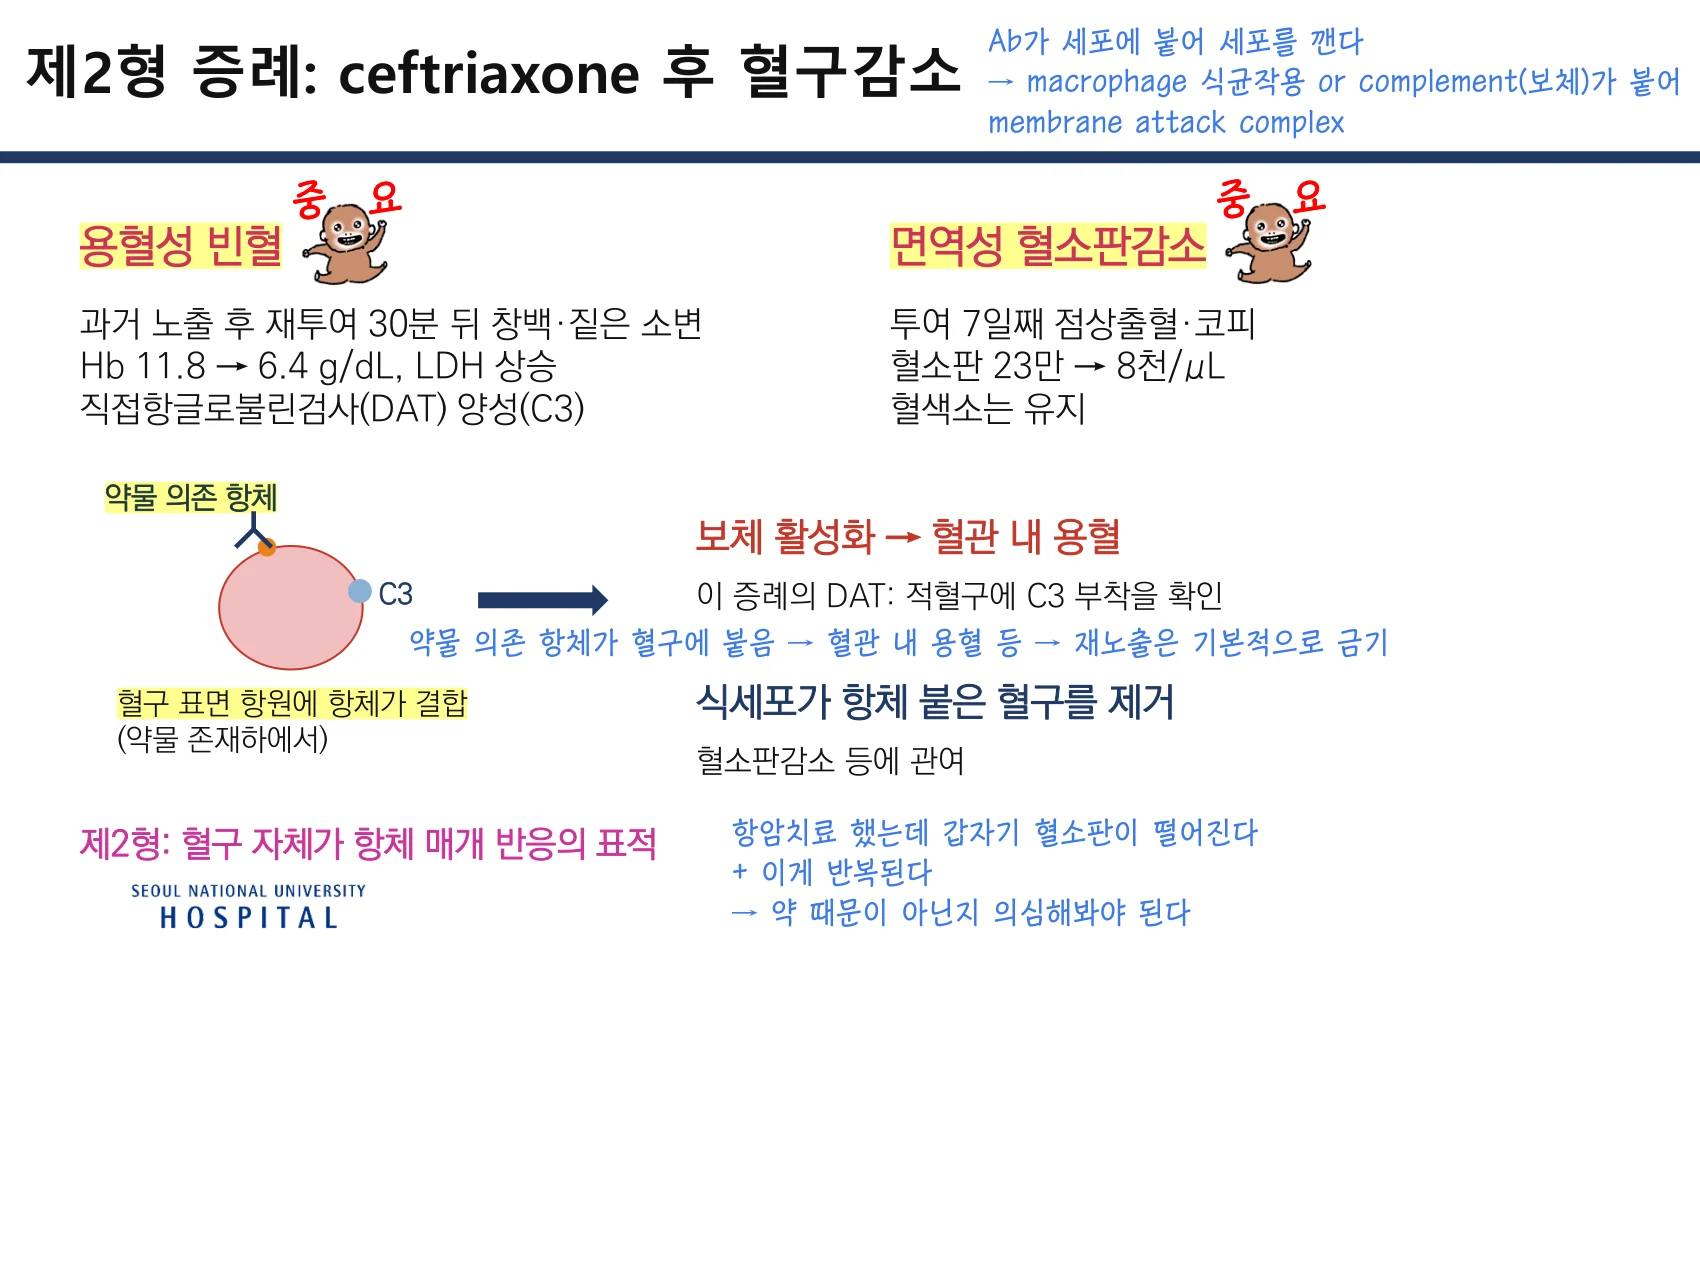 제2형 증례: ceftriaxone 후 혈구감소
Ab가 세포에 붙어 세포를 깬다
→ macrophage 식균작용 or complement(보체)가 붙어
membrane attack complex
중요
용혈성 빈혈
과거 노출 후 재투여 30분 뒤 창백·짙은 소변
Hb 11.8 → 6.4 g/dL, LDH 상승
직접항글로불린검사(DAT) 양성(C3)
중요
면역성 혈소판감소
투여 7일째 점상출혈·코피
혈소판 23만 → 8천/μL
혈색소는 유지
약물 의존 항체
C3
혈구 표면 항원에 항체가 결합
(약물 존재하에서)
보체 활성화 → 혈관 내 용혈
이 증례의 DAT: 적혈구에 C3 부착을 확인
약물 의존 항체가 혈구에 붙음 → 혈관 내 용혈 등 → 재노출은 기본적으로 금기
식세포가 항체 붙은 혈구를 제거
혈소판감소 등에 관여
제2형: 혈구 자체가 항체 매개 반응의 표적
항암치료 했는데 갑자기 혈소판이 떨어진다
+ 이게 반복된다
→ 약 때문이 아닌지 의심해봐야 된다
SEOUL NATIONAL UNIVERSITY
HOSPITAL